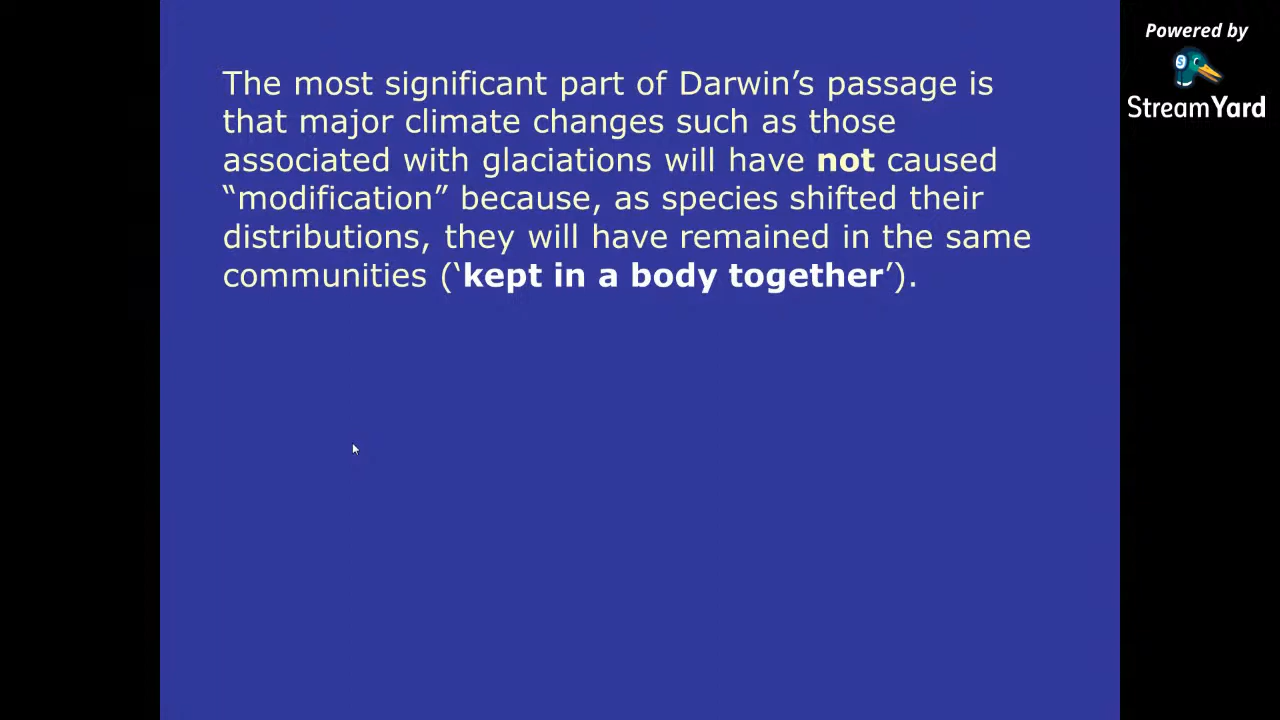 The most significant part of Darwin’s passage is
that major climate changes such as those
associated with glaciations will have not caused
“modification” because, as species shifted their
distributions, they will have remained in the same
communities (‘kept in a body together’).
Powered by
StreamYard